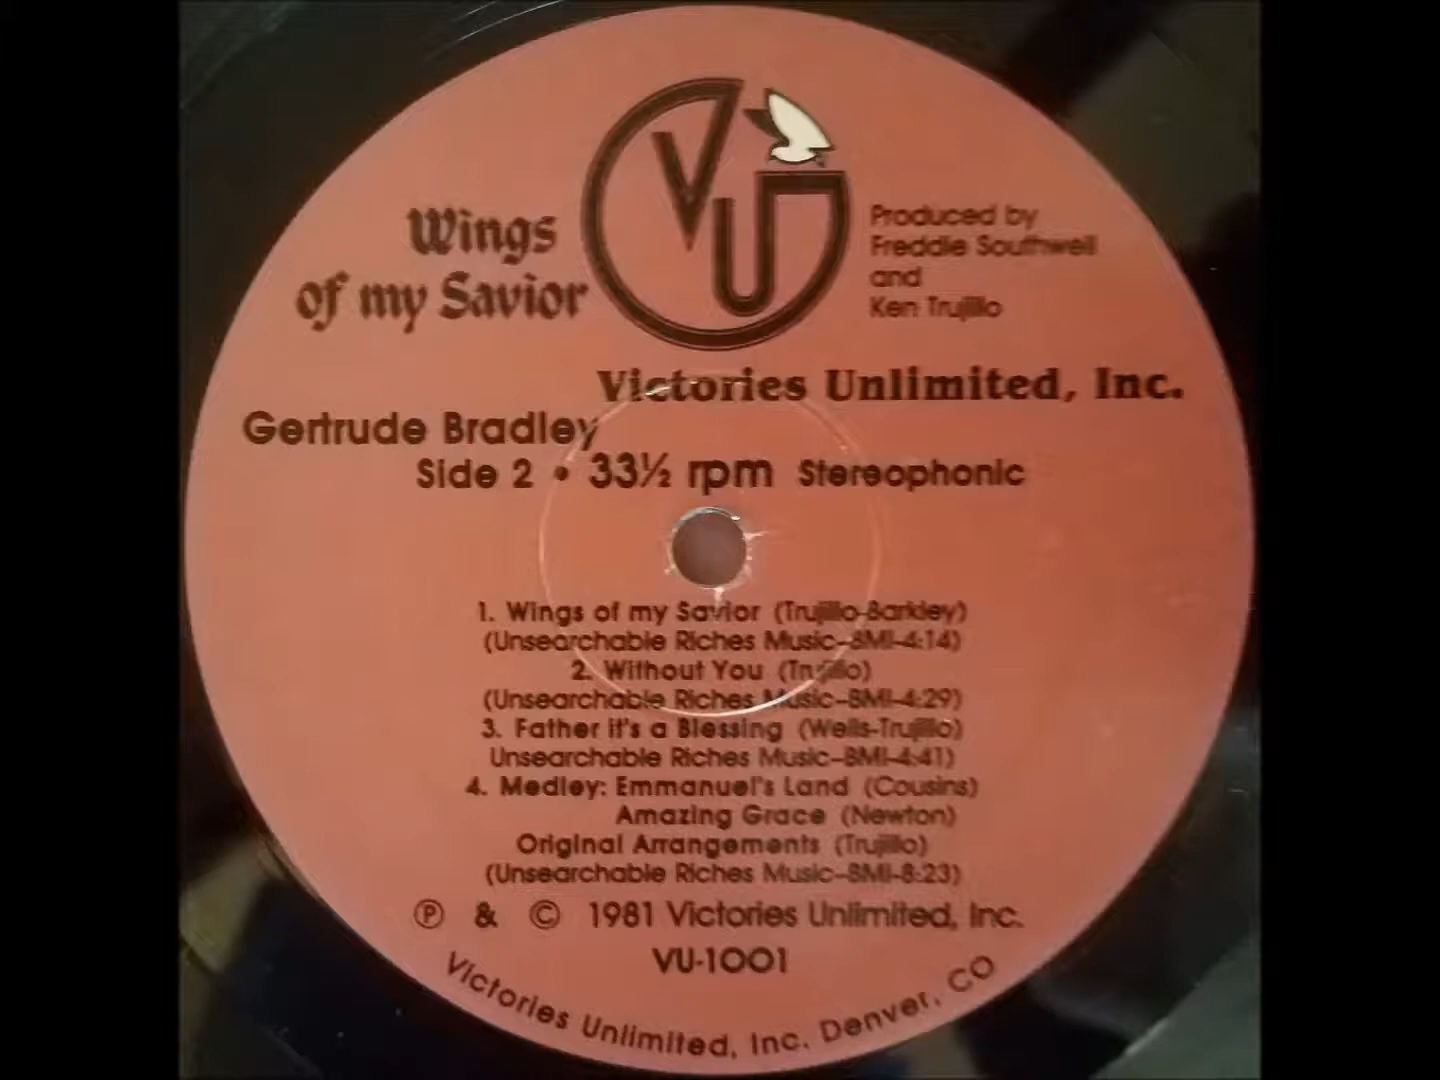 VU
Wings
of my Savior
Produced by
Freddie Southwell
and
Ken Trujillo
Victories Unlimited, Inc.
Gertrude Bradley
Side 2 • 33½ rpm Stereophonic
1. Wings of my Savior (Trujillo-Barkley)
(Unsearchable Riches Music–BMI–4:14)
2. Without You (Trujillo)
(Unsearchable Riches Music–BMI–4:29)
3. Father it's a Blessing (Wells-Trujillo)
Unsearchable Riches Music–BMI–4:41)
4. Medley: Emmanuel's Land (Cousins)
Amazing Grace (Newton)
Original Arrangements (Trujillo)
(Unsearchable Riches Music–BMI–8:23)
Ⓟ & © 1981 Victories Unlimited, Inc.
VU-1001
Victories Unlimited, Inc. Denver, CO